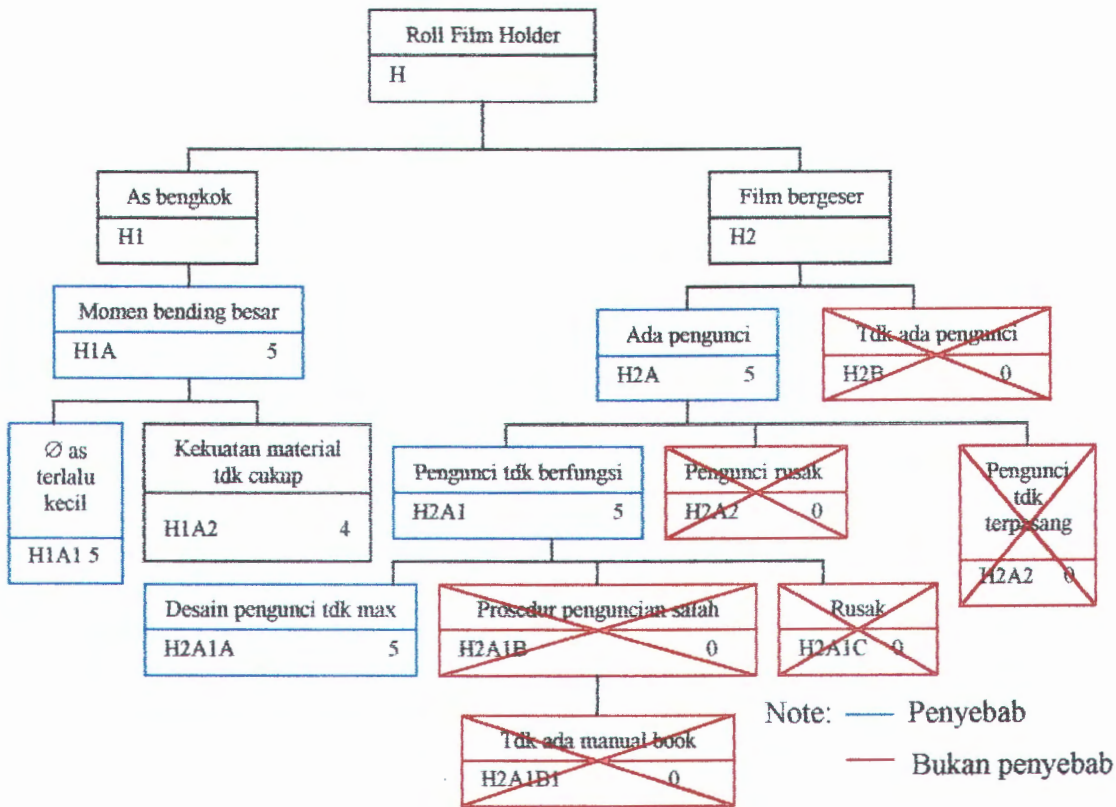 Roll Film Holder
H
As bengkok
H1
Film bergeser
H2
Momen bending besar
H1A 5
Ada pengunci
H2A 5
Tdk ada pengunci
H2B 0
Ø as
terlalu
kecil
H1A1 5
Kekuatan material
tdk cukup
H1A2 4
Pengunci tdk berfungsi
H2A1 5
Pengunci rusak
H2A2 0
Pengunci
tdk
terpasang
H2A2 0
Desain pengunci tdk max
H2A1A 5
Prosedur penguncian salah
H2A1B 0
Rusak
H2A1C 0
Tdk ada manual book
H2A1B1 0
Note: Penyebab
Bukan penyebab